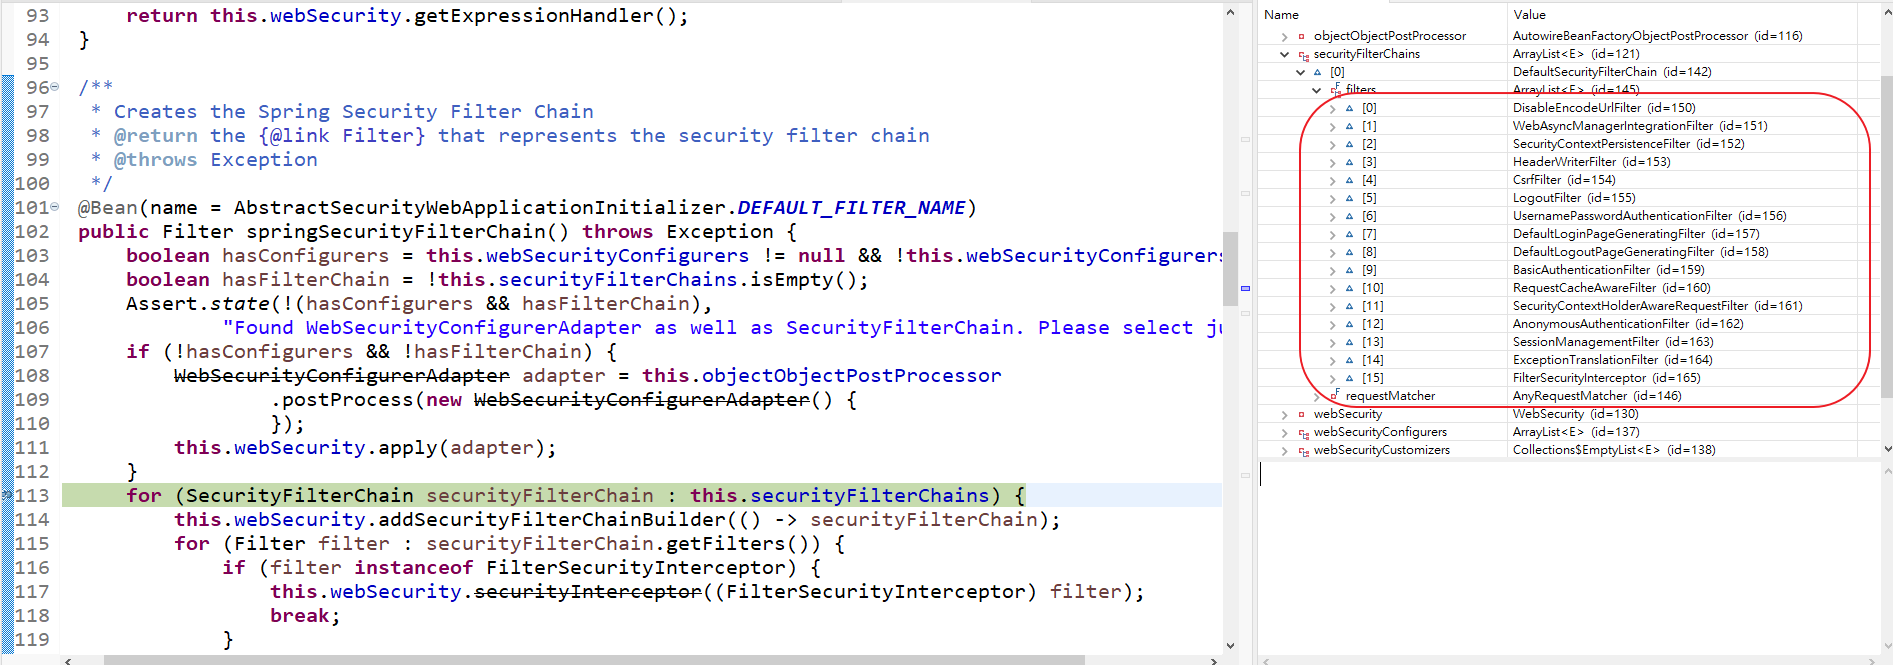 93 return this.webSecurity.getExpressionHandler();
94 }
95
96 /**
97 * Creates the Spring Security Filter Chain
98 * @return the {@link Filter} that represents the security filter chain
99 * @throws Exception
100 */
101 @Bean(name = AbstractSecurityWebApplicationInitializer.DEFAULT_FILTER_NAME)
102 public Filter springSecurityFilterChain() throws Exception {
103 boolean hasConfigurers = this.webSecurityConfigurers != null && !this.webSecurityConfigurers
104 boolean hasFilterChain = !this.securityFilterChains.isEmpty();
105 Assert.state(!(hasConfigurers && hasFilterChain),
106 "Found WebSecurityConfigurerAdapter as well as SecurityFilterChain. Please select ju
107 if (!hasConfigurers && !hasFilterChain) {
108 WebSecurityConfigurerAdapter adapter = this.objectObjectPostProcessor
109 .postProcess(new WebSecurityConfigurerAdapter() {
110 });
111 this.webSecurity.apply(adapter);
112 }
113 for (SecurityFilterChain securityFilterChain : this.securityFilterChains) {
114 this.webSecurity.addSecurityFilterChainBuilder(() -> securityFilterChain);
115 for (Filter filter : securityFilterChain.getFilters()) {
116 if (filter instanceof FilterSecurityInterceptor) {
117 this.webSecurity.securityInterceptor((FilterSecurityInterceptor) filter);
118 break;
119 }
Name Value
objectObjectPostProcessor AutowireBeanFactoryObjectPostProcessor (id=116)
securityFilterChains ArrayList<E> (id=121)
[0] DefaultSecurityFilterChain (id=142)
filters ArrayList<E> (id=145)
[0] DisableEncodeUrlFilter (id=150)
[1] WebAsyncManagerIntegrationFilter (id=151)
[2] SecurityContextPersistenceFilter (id=152)
[3] HeaderWriterFilter (id=153)
[4] CsrfFilter (id=154)
[5] LogoutFilter (id=155)
[6] UsernamePasswordAuthenticationFilter (id=156)
[7] DefaultLoginPageGeneratingFilter (id=157)
[8] DefaultLogoutPageGeneratingFilter (id=158)
[9] BasicAuthenticationFilter (id=159)
[10] RequestCacheAwareFilter (id=160)
[11] SecurityContextHolderAwareRequestFilter (id=161)
[12] AnonymousAuthenticationFilter (id=162)
[13] SessionManagementFilter (id=163)
[14] ExceptionTranslationFilter (id=164)
[15] FilterSecurityInterceptor (id=165)
requestMatcher AnyRequestMatcher (id=146)
webSecurity WebSecurity (id=130)
webSecurityConfigurers ArrayList<E> (id=137)
webSecurityCustomizers Collections$EmptyList<E> (id=138)